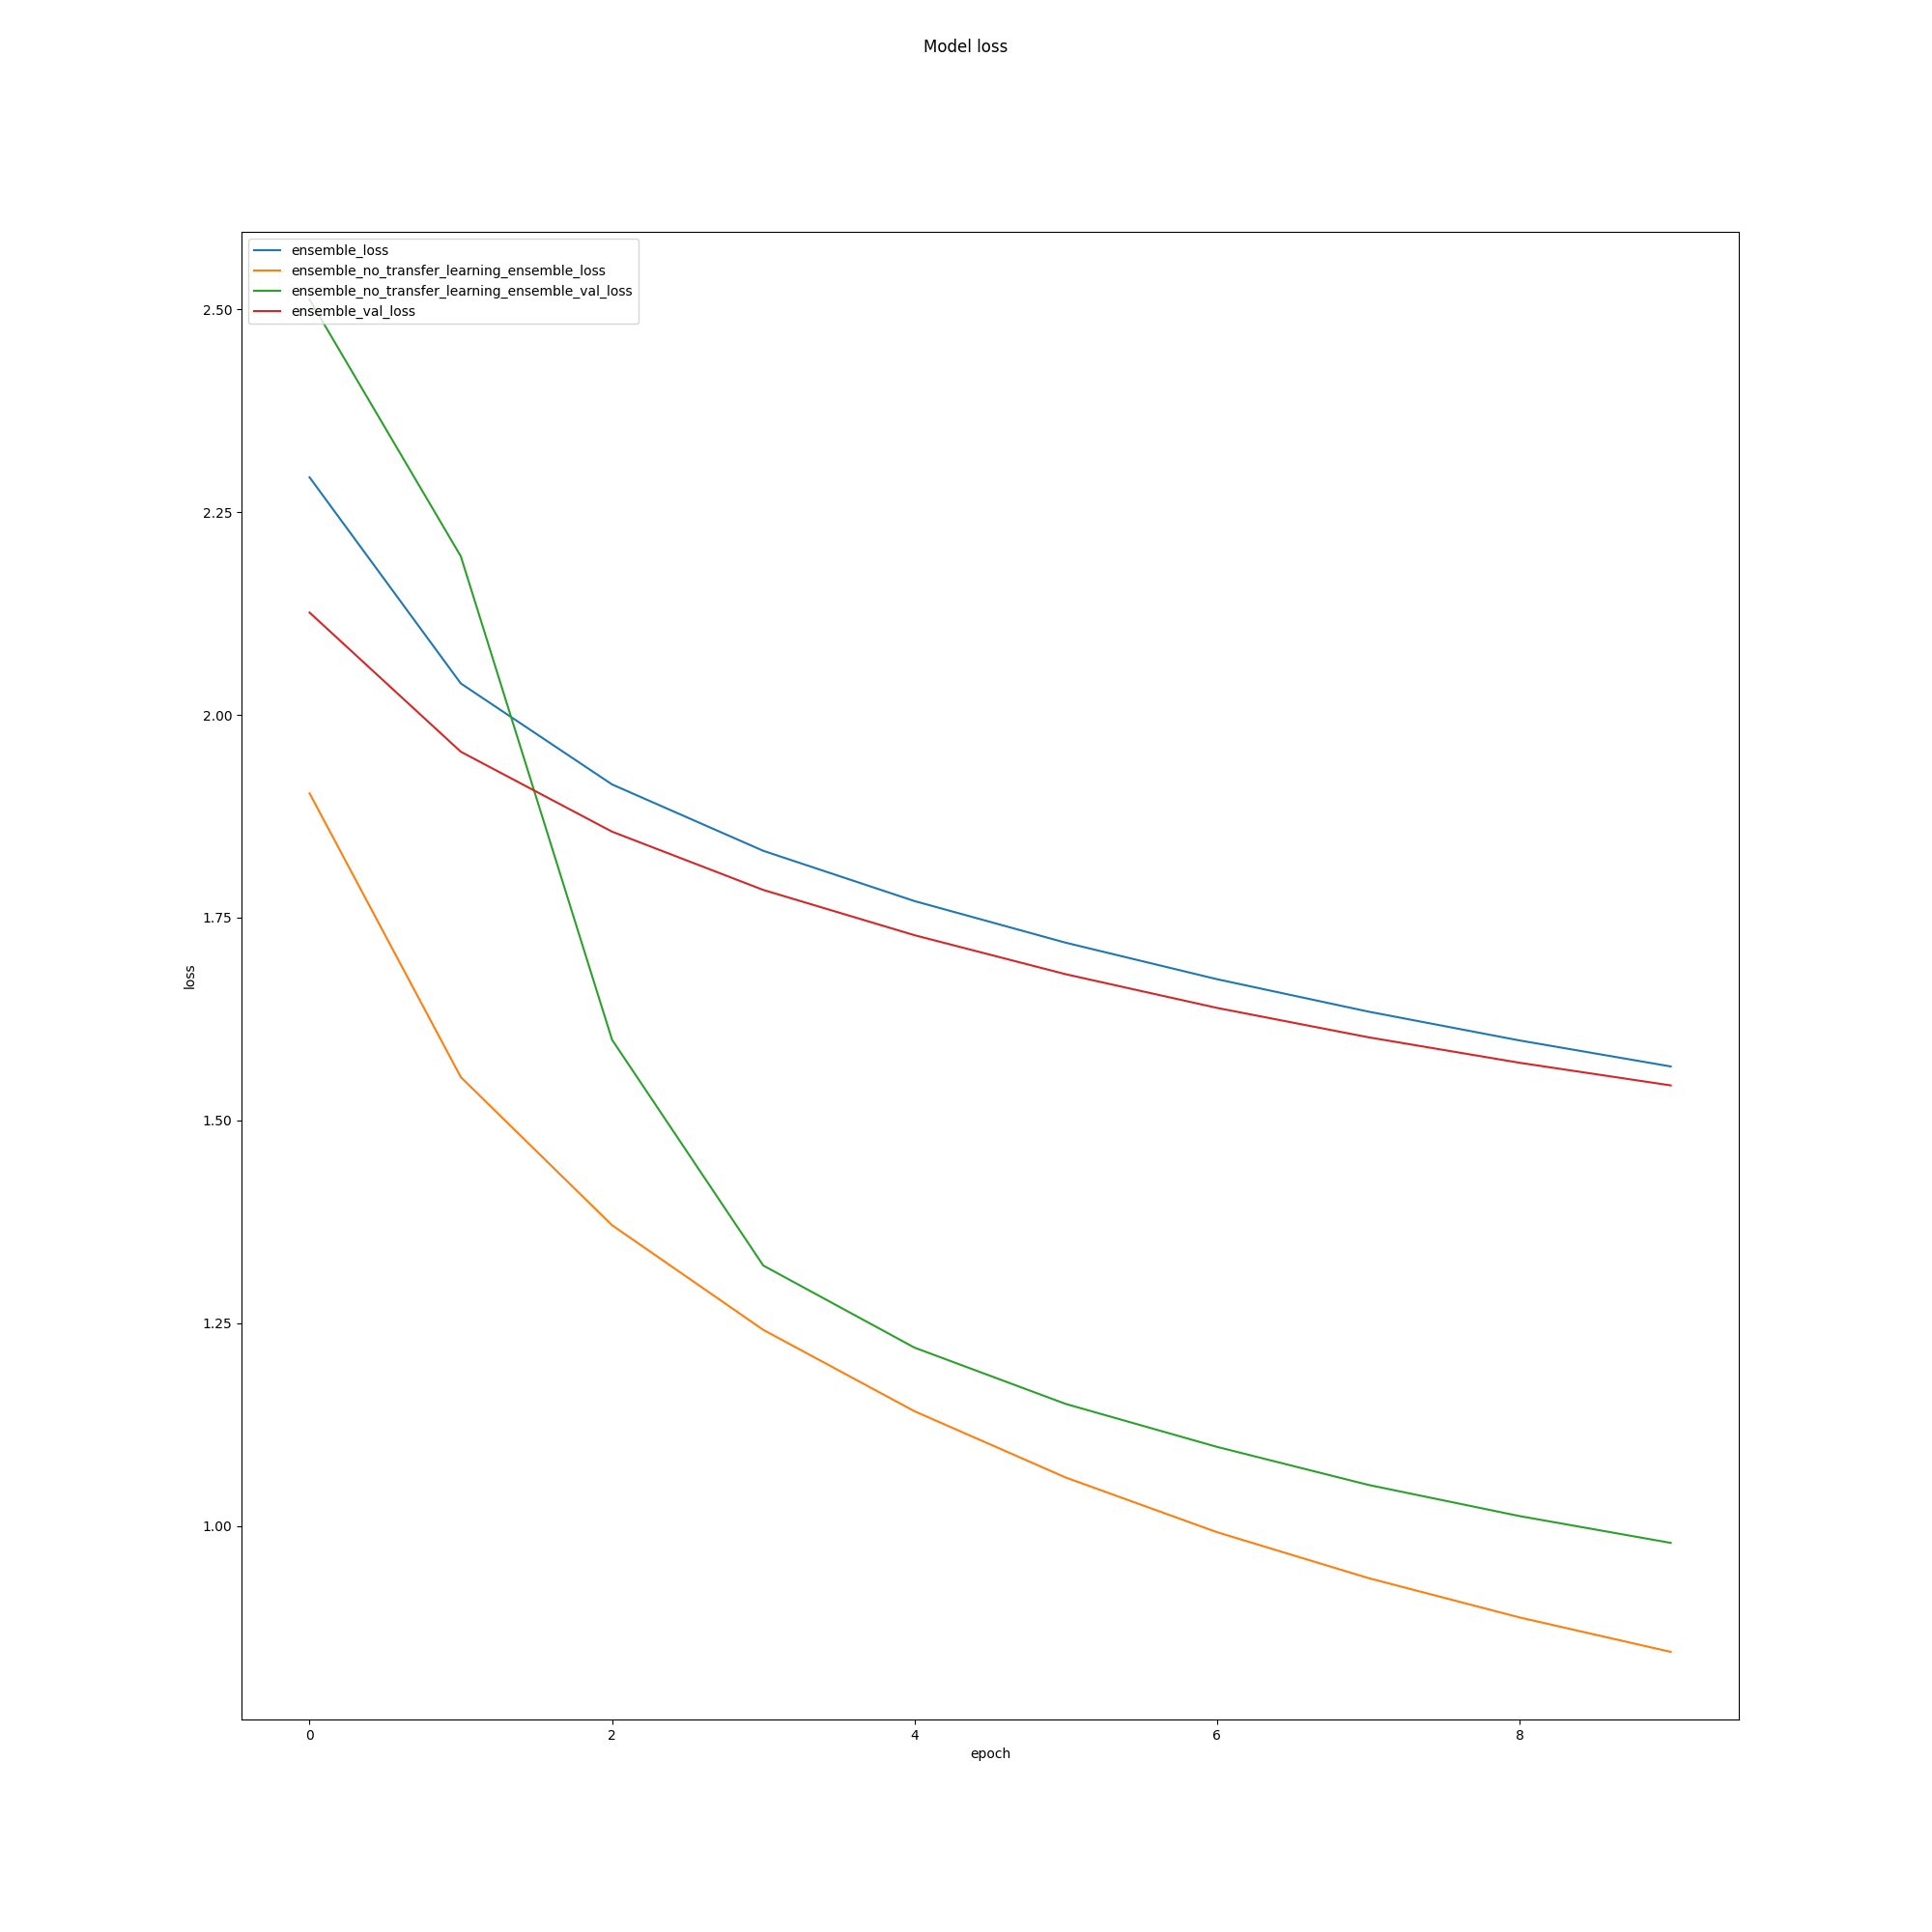 Model loss
ensemble_loss
ensemble_no_transfer_learning_ensemble_loss
ensemble_no_transfer_learning_ensemble_val_loss
ensemble_val_loss
2.50
2.25
2.00
1.75
1.50
1.25
1.00
loss
0 2 4 6 8
epoch